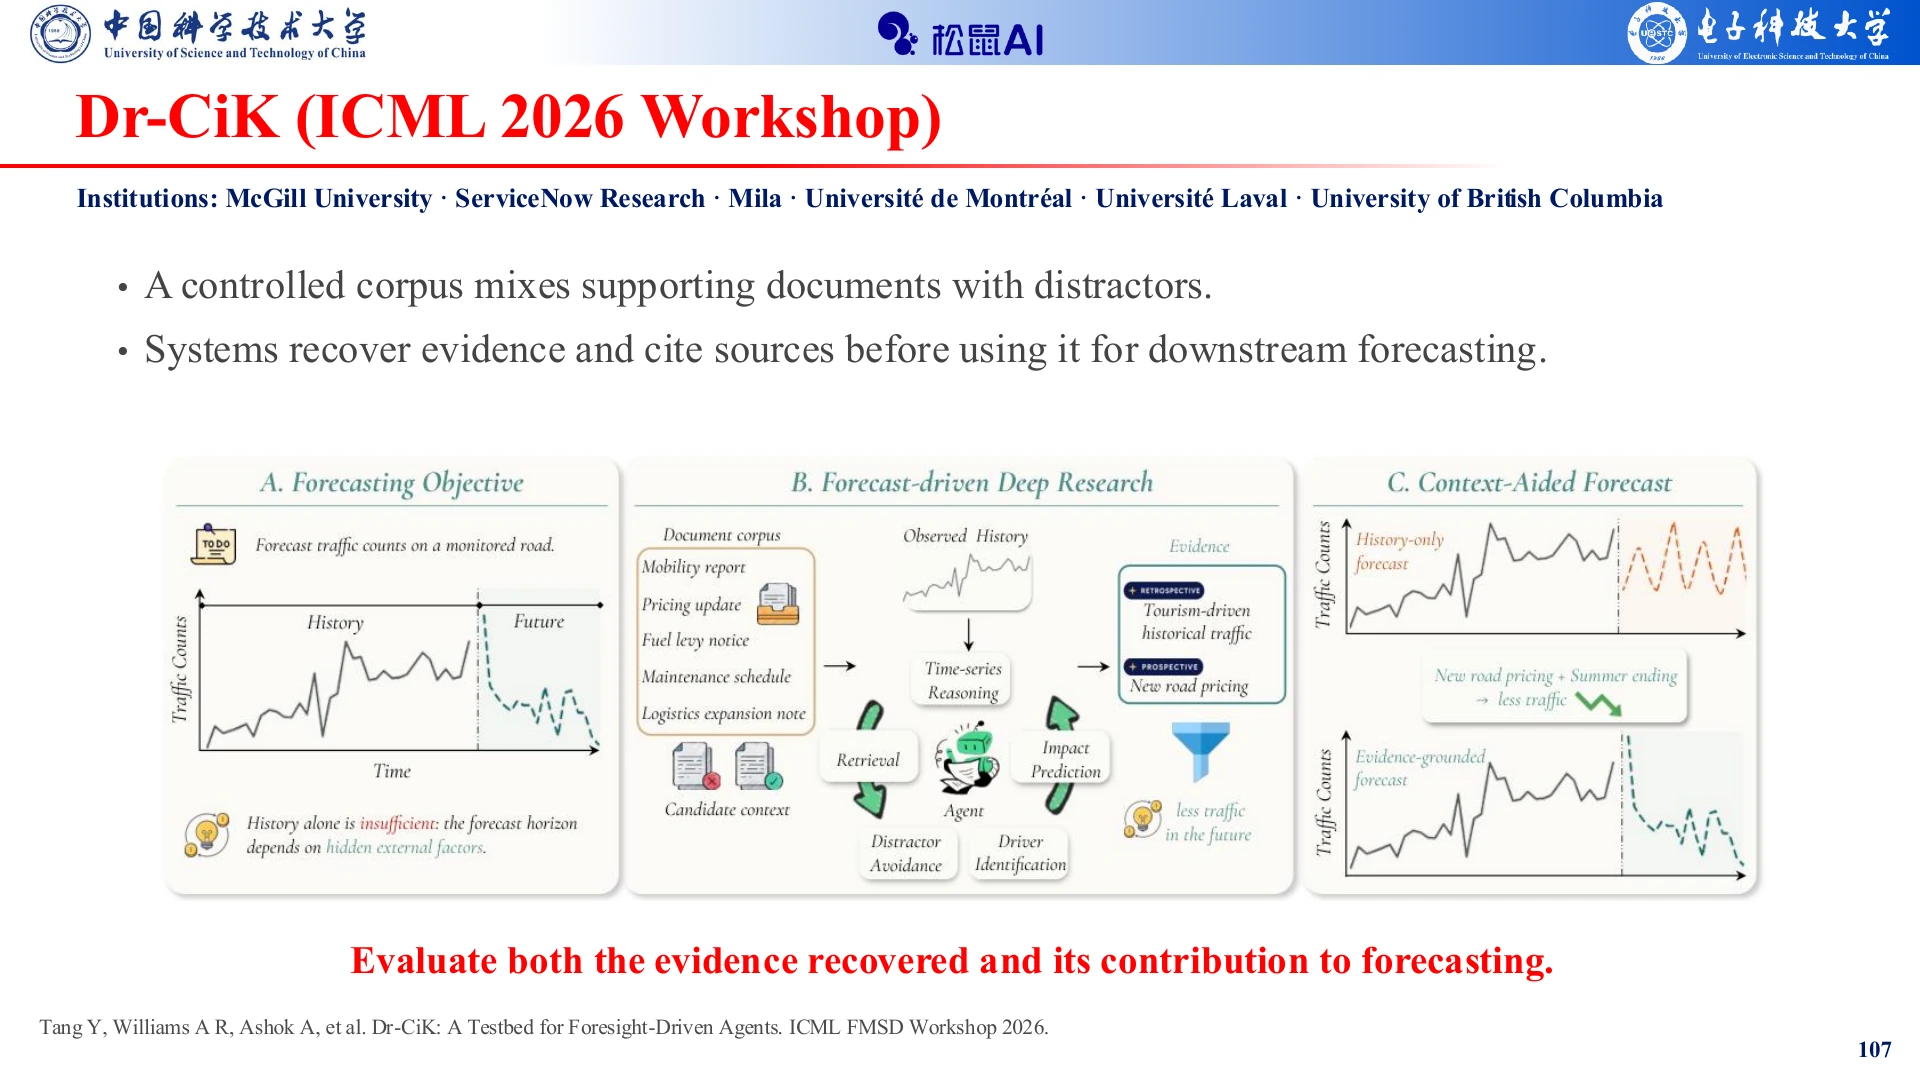 中国科学技术大学
University of Science and Technology of China
松鼠AI
电子科技大学
University of Electronic Science and Technology of China
Dr-CiK (ICML 2026 Workshop)
Institutions: McGill University · ServiceNow Research · Mila · Université de Montréal · Université Laval · University of British Columbia
• A controlled corpus mixes supporting documents with distractors.
• Systems recover evidence and cite sources before using it for downstream forecasting.
A. Forecasting Objective
TO DO
Forecast traffic counts on a monitored road.
History
Future
Traffic Counts
Time
History alone is insufficient: the forecast horizon
depends on hidden external factors.
B. Forecast-driven Deep Research
Document corpus
Mobility report
Pricing update
Fuel levy notice
Maintenance schedule
Logistics expansion note
Candidate context
Observed History
Time-series
Reasoning
Retrieval
Agent
Impact
Prediction
Distractor
Avoidance
Driver
Identification
Evidence
+ RETROSPECTIVE
Tourism-driven
historical traffic
+ PROSPECTIVE
New road pricing
less traffic
in the future
C. Context-Aided Forecast
Traffic Counts
History-only
forecast
New road pricing + Summer ending
→ less traffic
Traffic Counts
Evidence-grounded
forecast
Evaluate both the evidence recovered and its contribution to forecasting.
Tang Y, Williams A R, Ashok A, et al. Dr-CiK: A Testbed for Foresight-Driven Agents. ICML FMSD Workshop 2026.
107